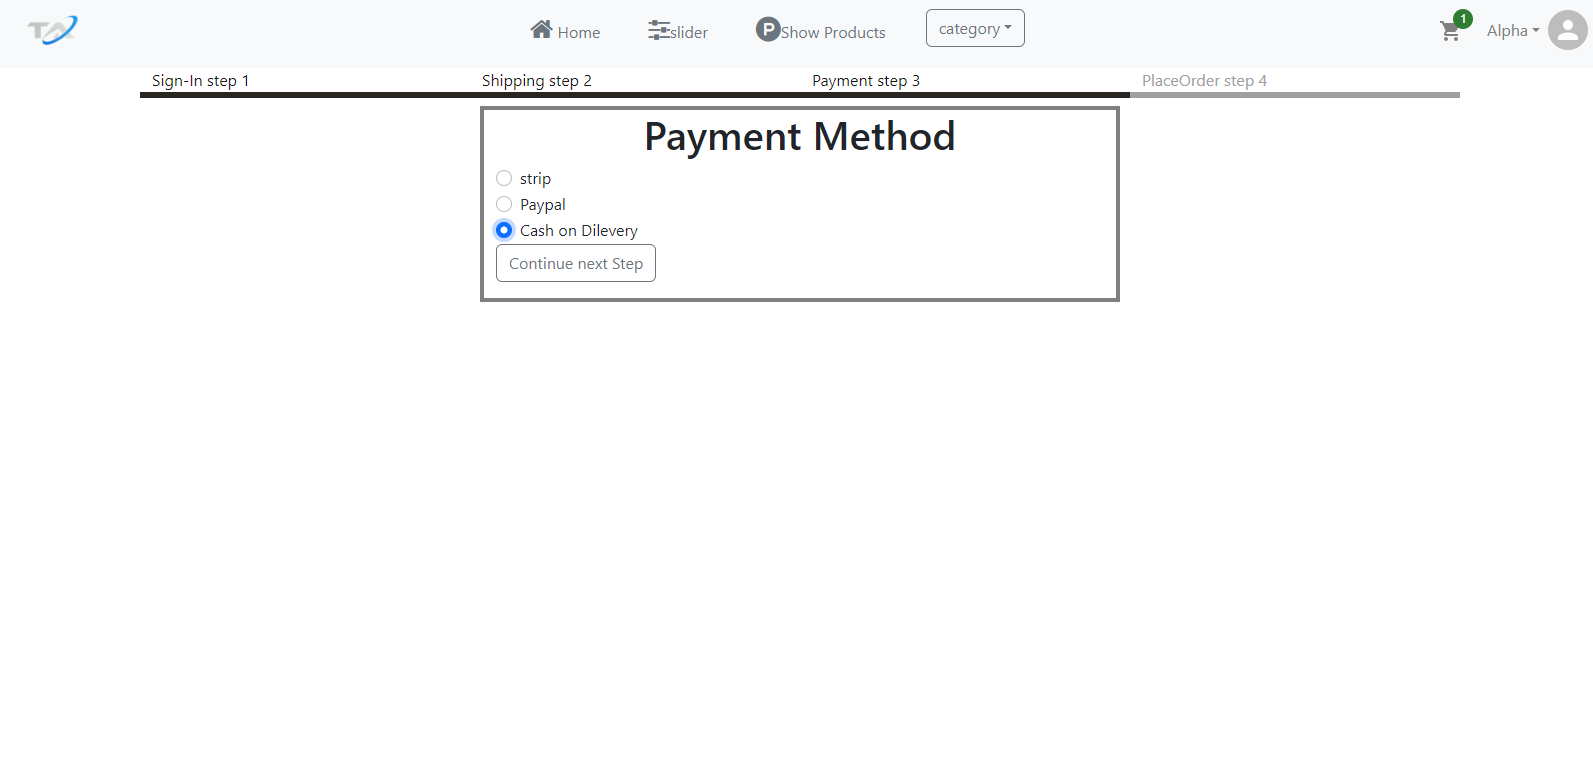 TA
Home
slider
P
Show Products
category
1
Alpha
Sign-In step 1
Shipping step 2
Payment step 3
PlaceOrder step 4
Payment Method
strip
Paypal
Cash on Dilevery
Continue next Step